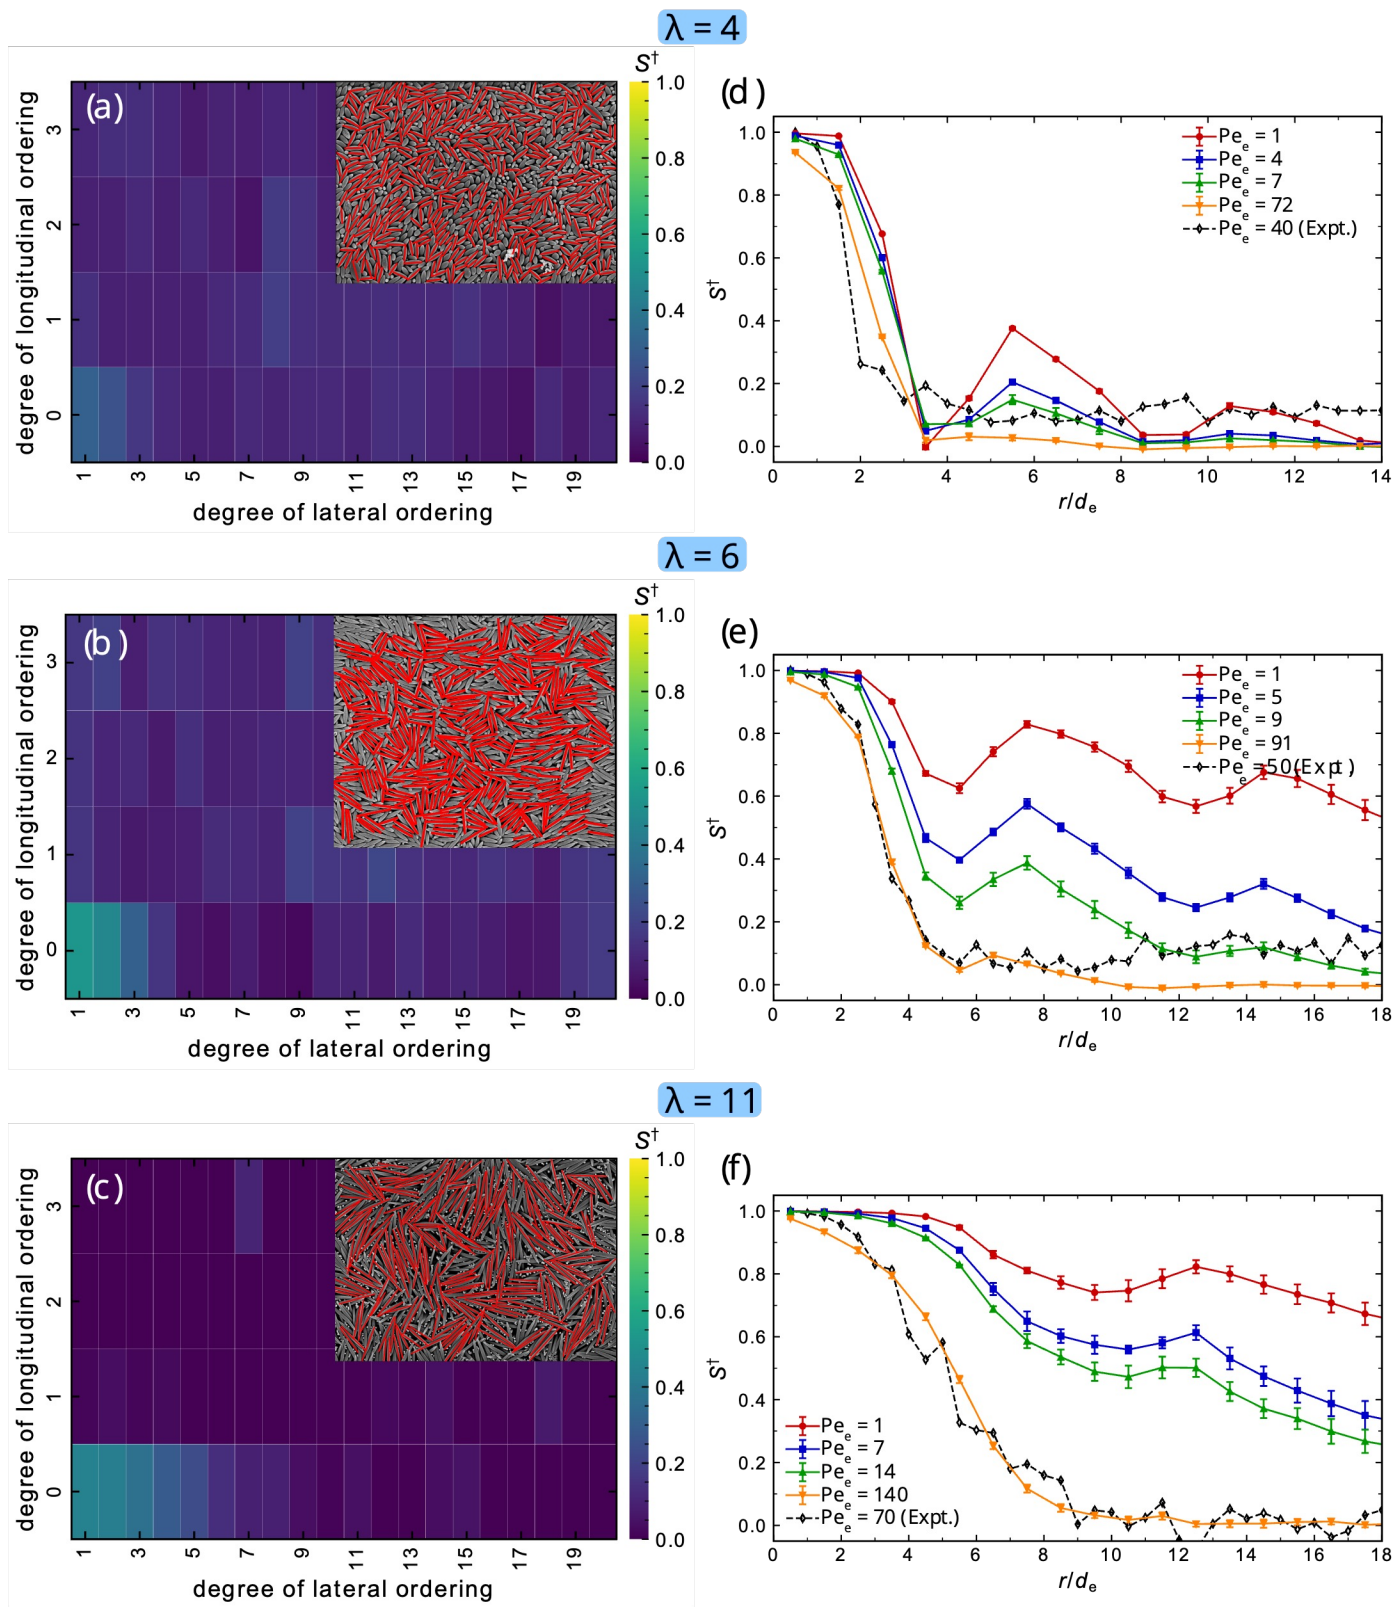 λ = 4
(a)
S†
1.0
0.8
0.6
0.4
0.2
0.0
degree of longitudinal ordering
3
2
1
0
1 3 5 7 9 11 13 15 17 19
degree of lateral ordering
(d)
S†
1.0
0.8
0.6
0.4
0.2
0.0
Pe_e = 1
Pe_e = 4
Pe_e = 7
Pe_e = 72
Pe_e = 40 (Expt.)
0 2 4 6 8 10 12 14
r/d_e
λ = 6
(b)
S†
1.0
0.8
0.6
0.4
0.2
0.0
degree of longitudinal ordering
3
2
1
0
1 3 5 7 9 11 13 15 17 19
degree of lateral ordering
(e)
S†
1.0
0.8
0.6
0.4
0.2
0.0
Pe_e = 1
Pe_e = 5
Pe_e = 9
Pe_e = 91
Pe_e = 50 (Expt.)
0 2 4 6 8 10 12 14 16 18
r/d_e
λ = 11
(c)
S†
1.0
0.8
0.6
0.4
0.2
0.0
degree of longitudinal ordering
3
2
1
0
1 3 5 7 9 11 13 15 17 19
degree of lateral ordering
(f)
S†
1.0
0.8
0.6
0.4
0.2
0.0
Pe_e = 1
Pe_e = 7
Pe_e = 14
Pe_e = 140
Pe_e = 70 (Expt.)
0 2 4 6 8 10 12 14 16 18
r/d_e